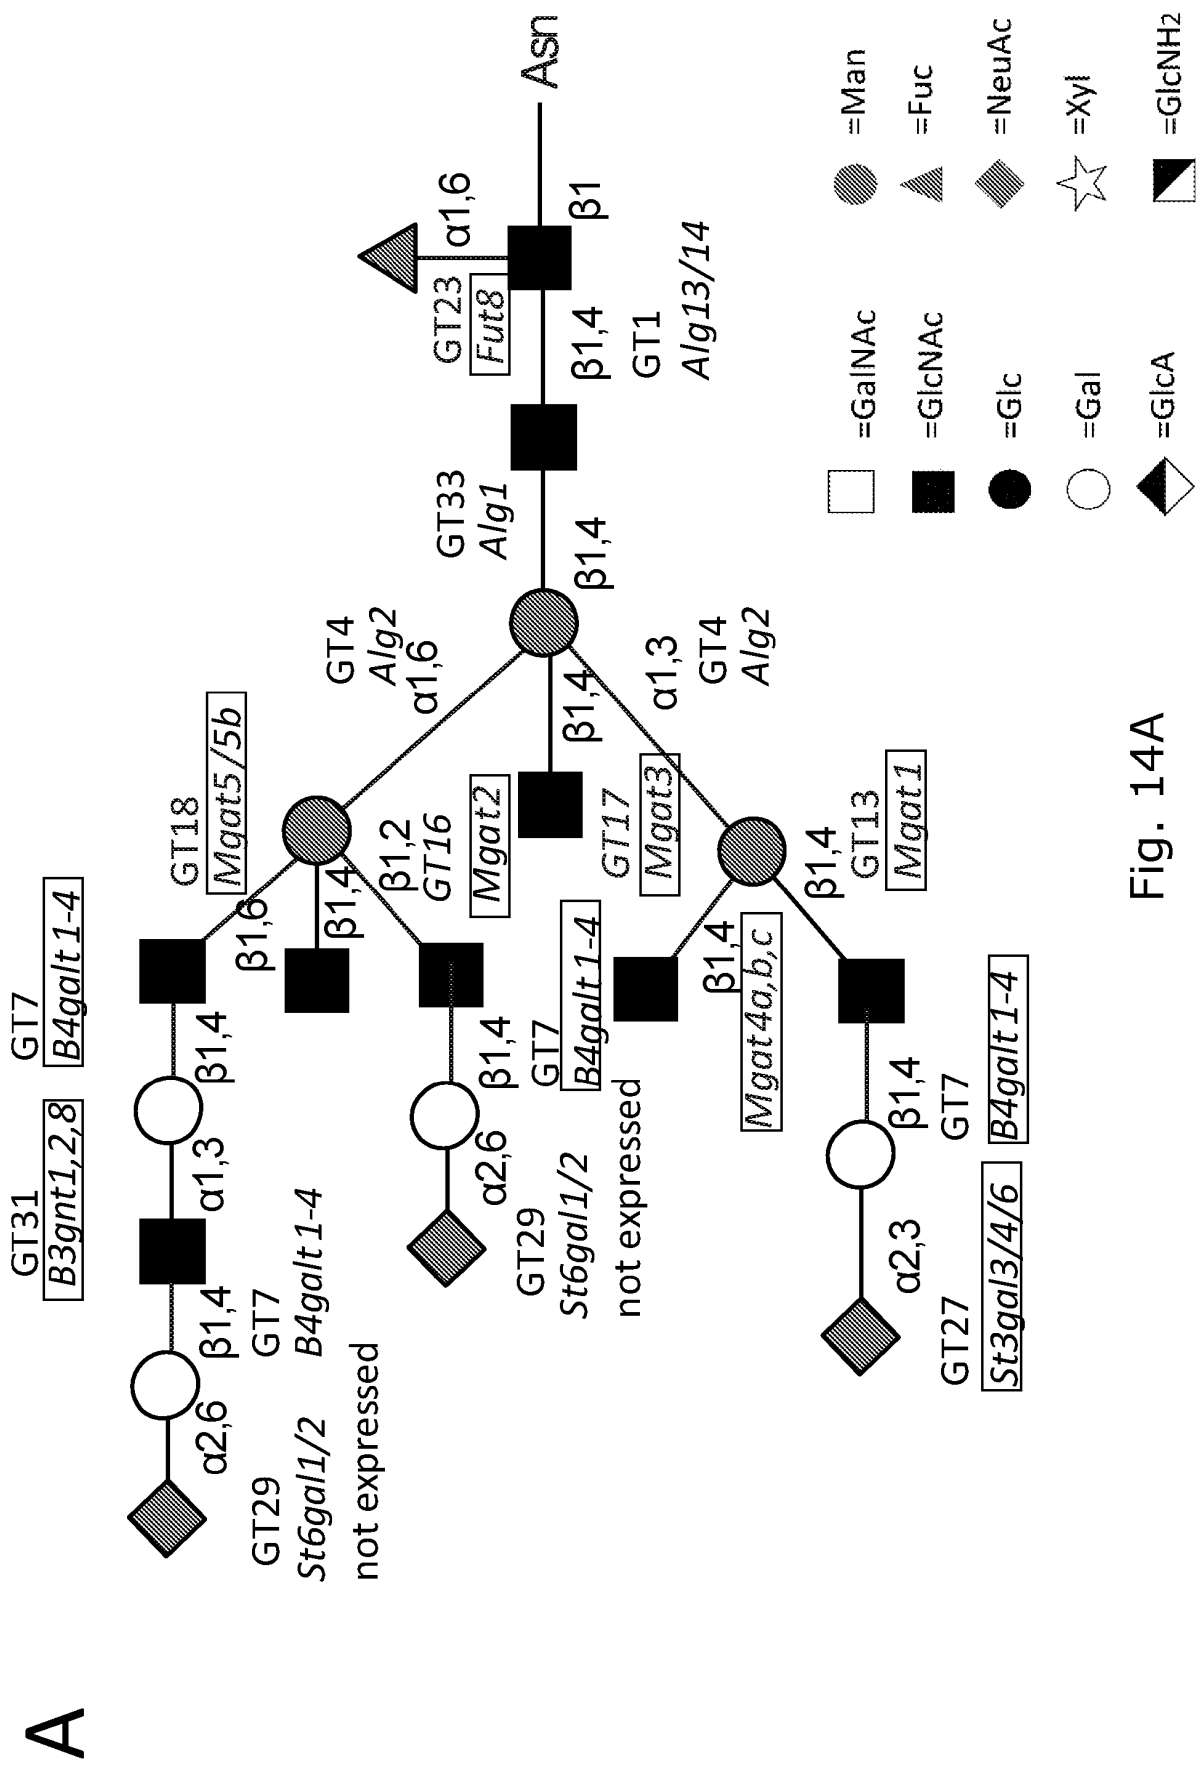 A
GT7
B4galt 1-4
GT31
B3gnt1,2,8
β1,4
α1,3
β1,4
GT7
B4galt 1-4
α2,6
GT29
St6gal1/2
not expressed
GT18
Mgat5/5b
β1,6
β1,4
β1,2
GT16
Mgat2
β1,4
GT7
B4galt 1-4
α2,6
GT29
St6gal1/2
not expressed
GT4
Alg2
α1,6
β1,4
GT17
Mgat3
α1,3
GT4
Alg2
β1,4
Mgat4a,b,c
β1,4
GT13
Mgat1
β1,4
GT7
B4galt 1-4
α2,3
GT27
St3gal3/4/6
GT33
Alg1
β1,4
GT23
Fut8
α1,6
β1,4
GT1
Alg13/14
β1
Asn
=GalNAc
=GlcNAc
=Glc
=Gal
=GlcA
=Man
=Fuc
=NeuAc
=Xyl
=GlcNH2
Fig. 14A